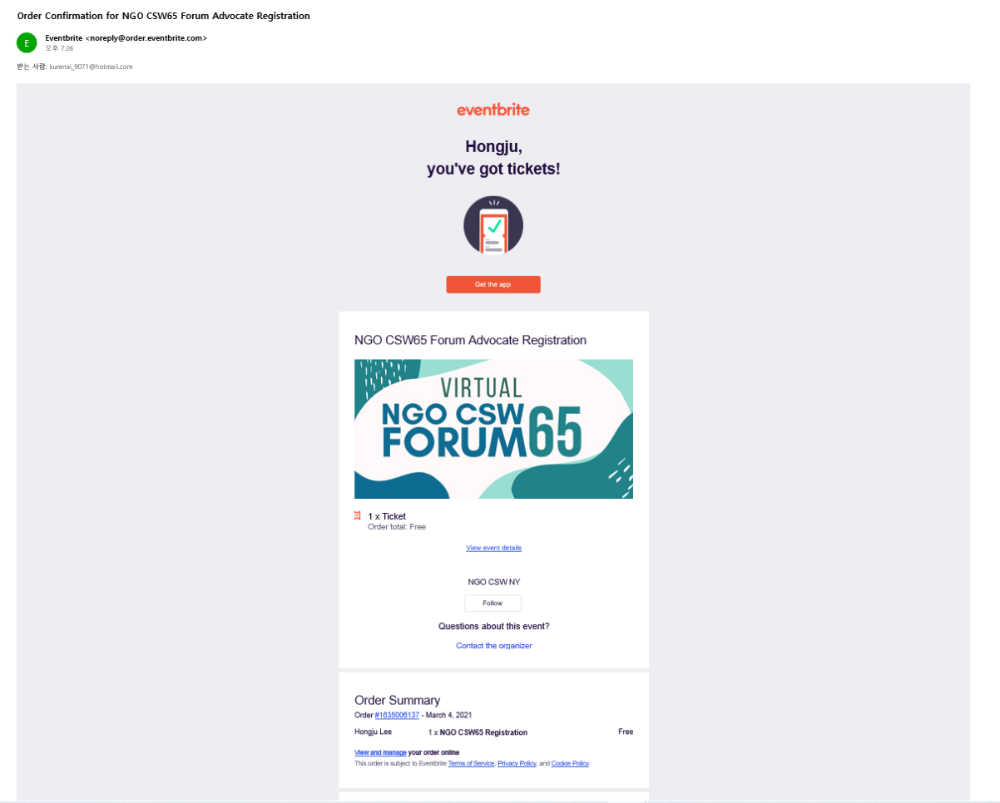 Order Confirmation for NGO CSW65 Forum Advocate Registration
E
Eventbrite <noreply@order.eventbrite.com>
오후 7:26
받는 사람: kurenai_9071@hotmail.com
eventbrite
Hongju,
you've got tickets!
Get the app
NGO CSW65 Forum Advocate Registration
VIRTUAL
NGO CSW
FORUM 65
1 x Ticket
Order total: Free
View event details
NGO CSW NY
Follow
Questions about this event?
Contact the organizer
Order Summary
Order #1635006137 - March 4, 2021
Hongju Lee 1 x NGO CSW65 Registration Free
View and manage your order online
This order is subject to Eventbrite Terms of Service, Privacy Policy, and Cookie Policy.